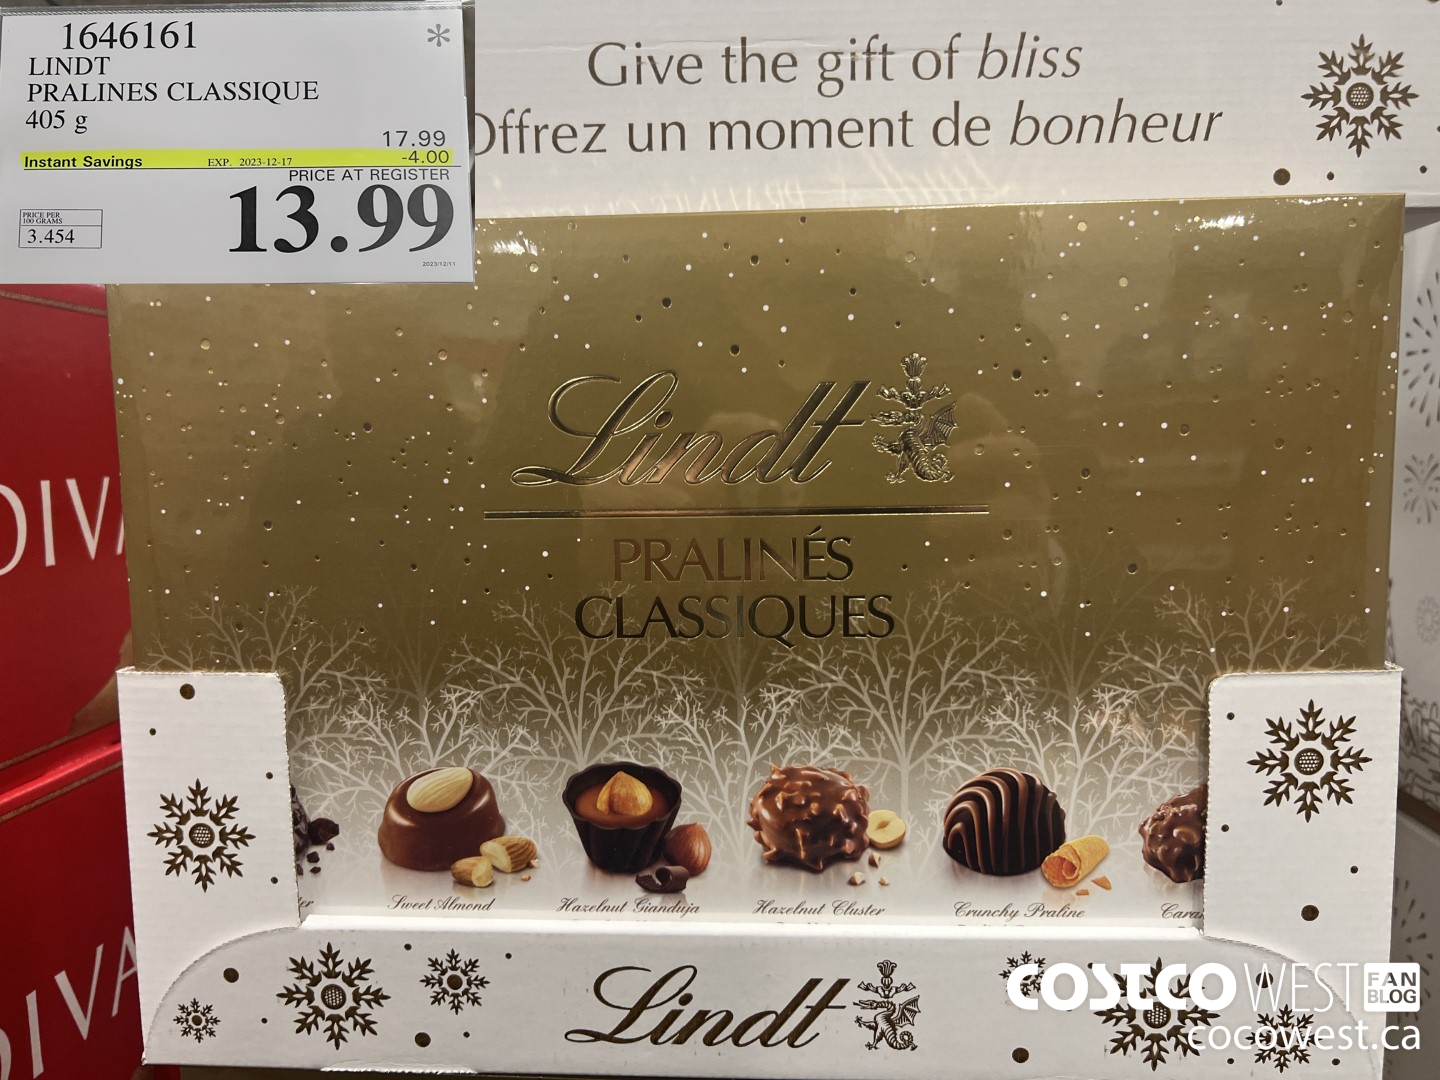 1646161 *
LINDT
PRALINES CLASSIQUE
405 g
17.99
Instant Savings EXP. 2023-12-17 -4.00
PRICE AT REGISTER
13.99
PRICE PER
100 GRAMS
3.454
2023/12/11
Give the gift of bliss
Offrez un moment de bonheur
Lindt
PRALINÉS
CLASSIQUES
Sweet Almond
Hazelnut Gianduja
Hazelnut Cluster
Crunchy Praline
Lindt
DIVA
DIVA
COSTCO WEST FAN
BLOG
cocowest.ca